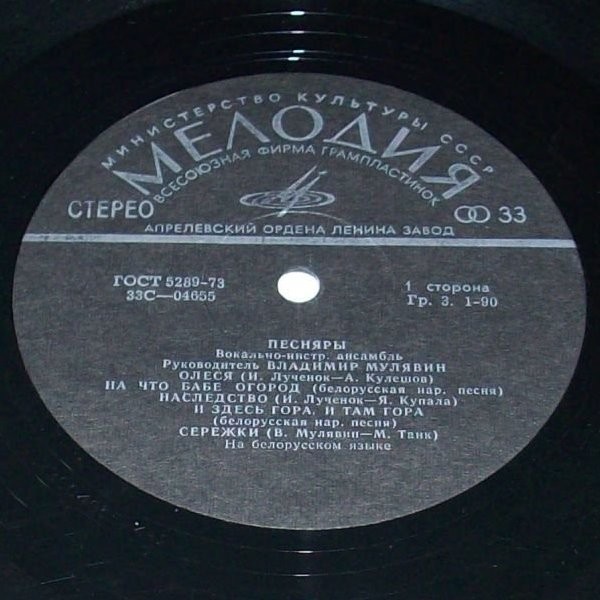 МИНИСТЕРСТВО КУЛЬТУРЫ СССР
МЕЛОДИЯ
ВСЕСОЮЗНАЯ ФИРМА ГРАМПЛАСТИНОК
СТЕРЕО
33
АПРЕЛЕВСКИЙ ОРДЕНА ЛЕНИНА ЗАВОД
ГОСТ 5289-73
33С—04655
1 сторона
Гр. 3. 1-90
ПЕСНЯРЫ
Вокально-инстр. ансамбль
Руководитель ВЛАДИМИР МУЛЯВИН
ОЛЕСЯ (И. Лученок—А. Кулешов)
НА ЧТО БАБЕ ОГОРОД (белорусская нар. песня)
НАСЛЕДСТВО (И. Лученок—Я. Купала)
И ЗДЕСЬ ГОРА, И ТАМ ГОРА
(белорусская нар. песня)
СЕРЕЖКИ (В. Мулявин—М. Танк)
На белорусском языке